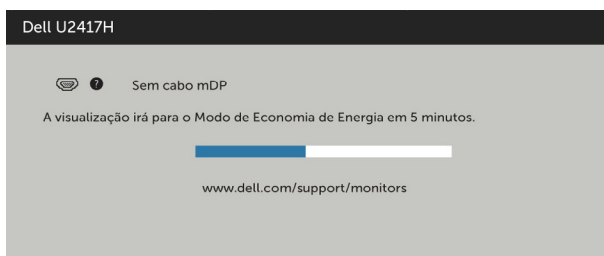 Dell U2417H
? Sem cabo mDP
A visualização irá para o Modo de Economia de Energia em 5 minutos.
www.dell.com/support/monitors